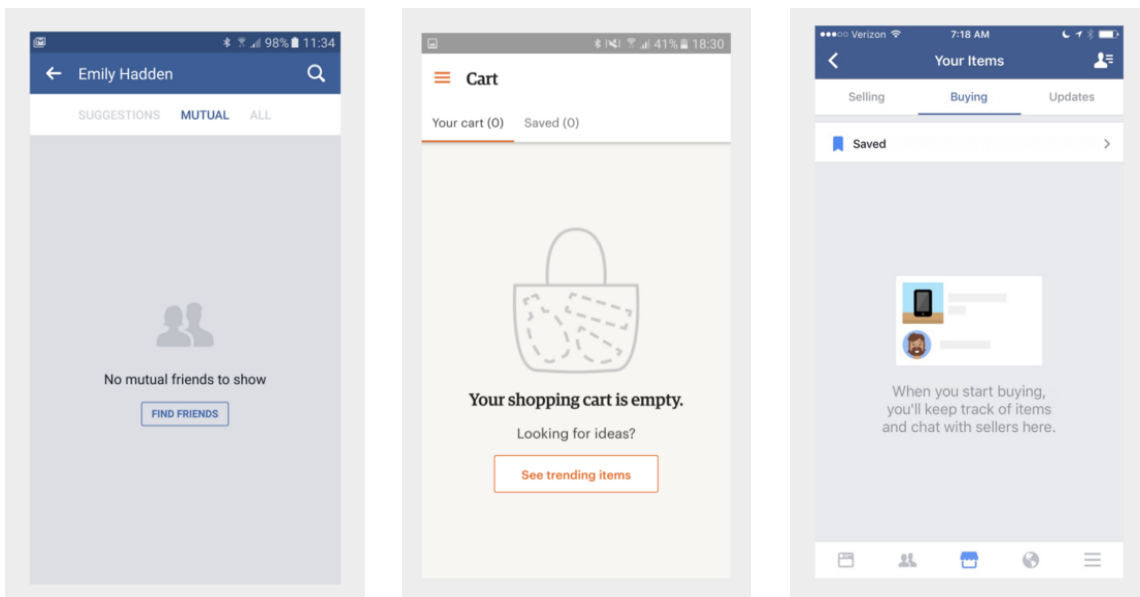 98% 11:34
Emily Hadden
SUGGESTIONS MUTUAL ALL
No mutual friends to show
FIND FRIENDS
41% 18:30
Cart
Your cart (0) Saved (0)
Your shopping cart is empty.
Looking for ideas?
See trending items
Verizon 7:18 AM
Your Items
Selling Buying Updates
Saved
When you start buying,
you'll keep track of items
and chat with sellers here.